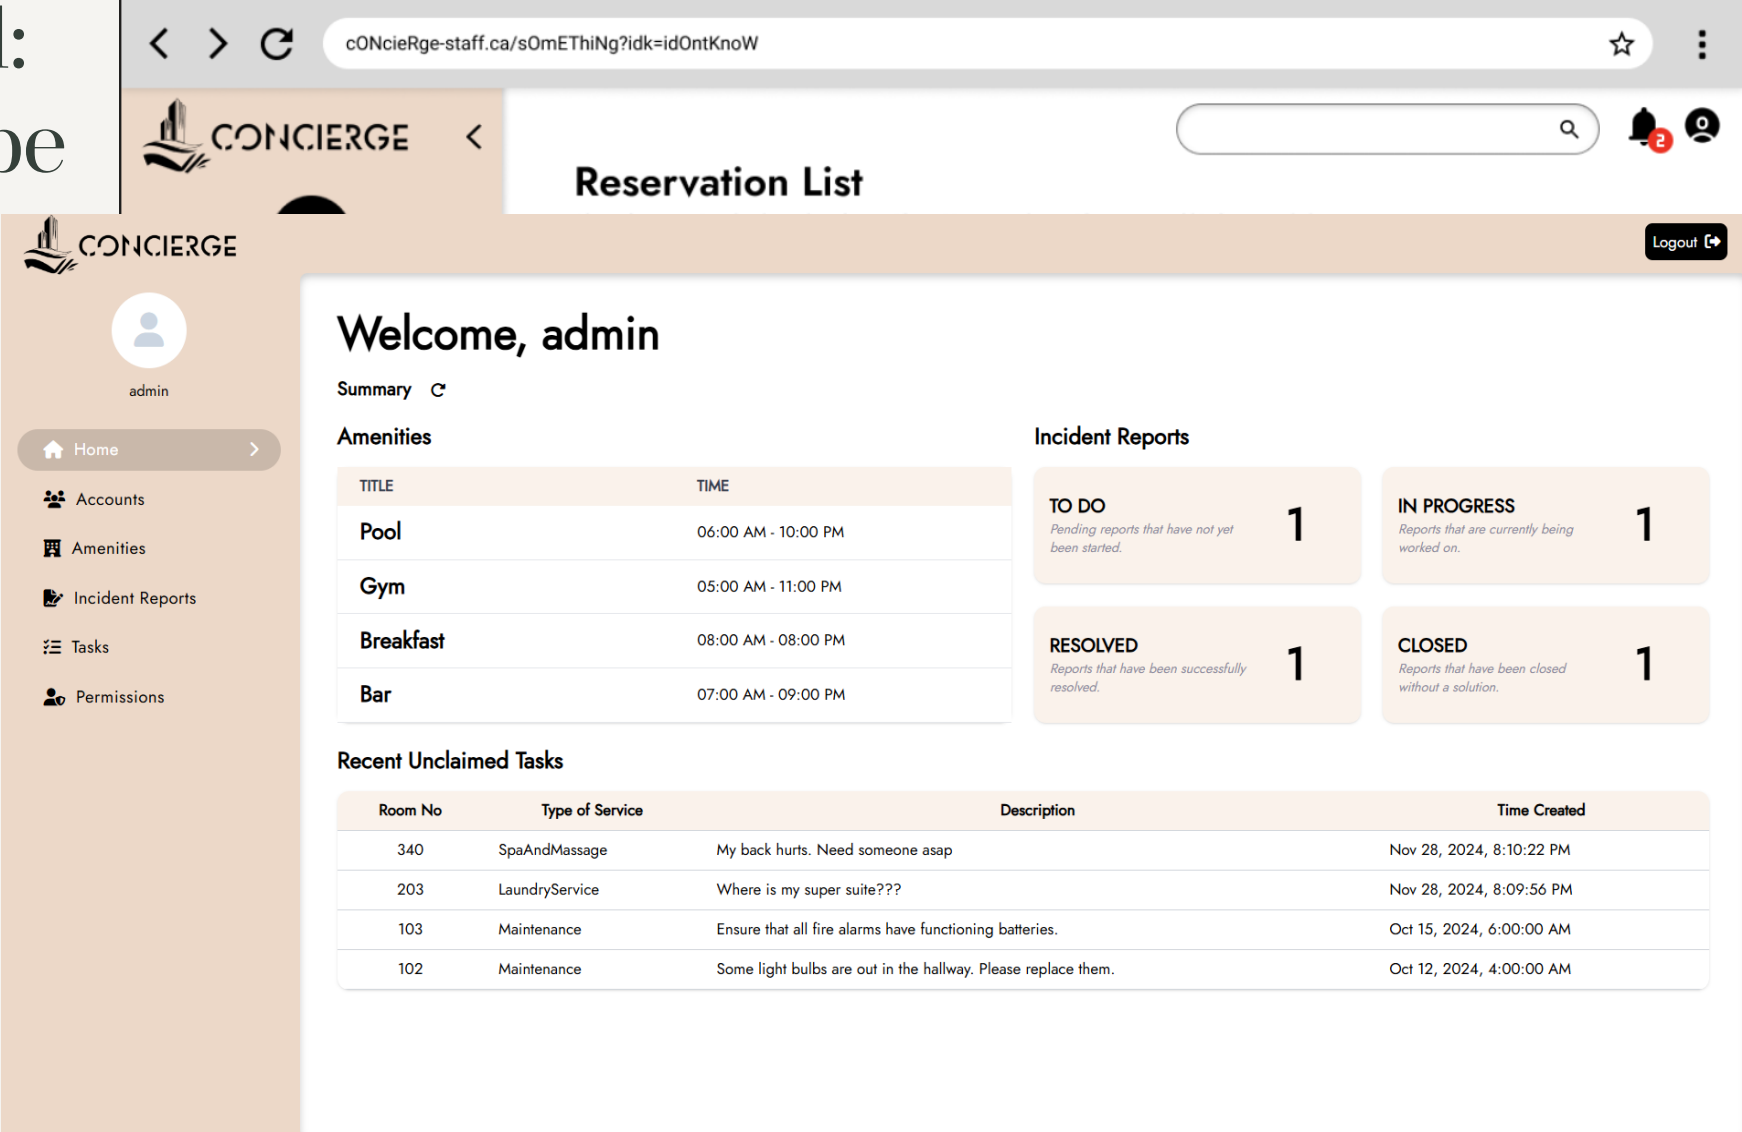 l:
be
cONcieRge-staff.ca/sOmEThiNg?idk=idOntKnoW
CONCIERGE
2
Reservation List
CONCIERGE
Logout
admin
Home
Accounts
Amenities
Incident Reports
Tasks
Permissions
Welcome, admin
Summary
Amenities
TITLE TIME
Pool 06:00 AM - 10:00 PM
Gym 05:00 AM - 11:00 PM
Breakfast 08:00 AM - 08:00 PM
Bar 07:00 AM - 09:00 PM
Incident Reports
TO DO
Pending reports that have not yet
been started.
1
IN PROGRESS
Reports that are currently being
worked on.
1
RESOLVED
Reports that have been successfully
resolved.
1
CLOSED
Reports that have been closed
without a solution.
1
Recent Unclaimed Tasks
Room No Type of Service Description Time Created
340 SpaAndMassage My back hurts. Need someone asap Nov 28, 2024, 8:10:22 PM
203 LaundryService Where is my super suite??? Nov 28, 2024, 8:09:56 PM
103 Maintenance Ensure that all fire alarms have functioning batteries. Oct 15, 2024, 6:00:00 AM
102 Maintenance Some light bulbs are out in the hallway. Please replace them. Oct 12, 2024, 4:00:00 AM